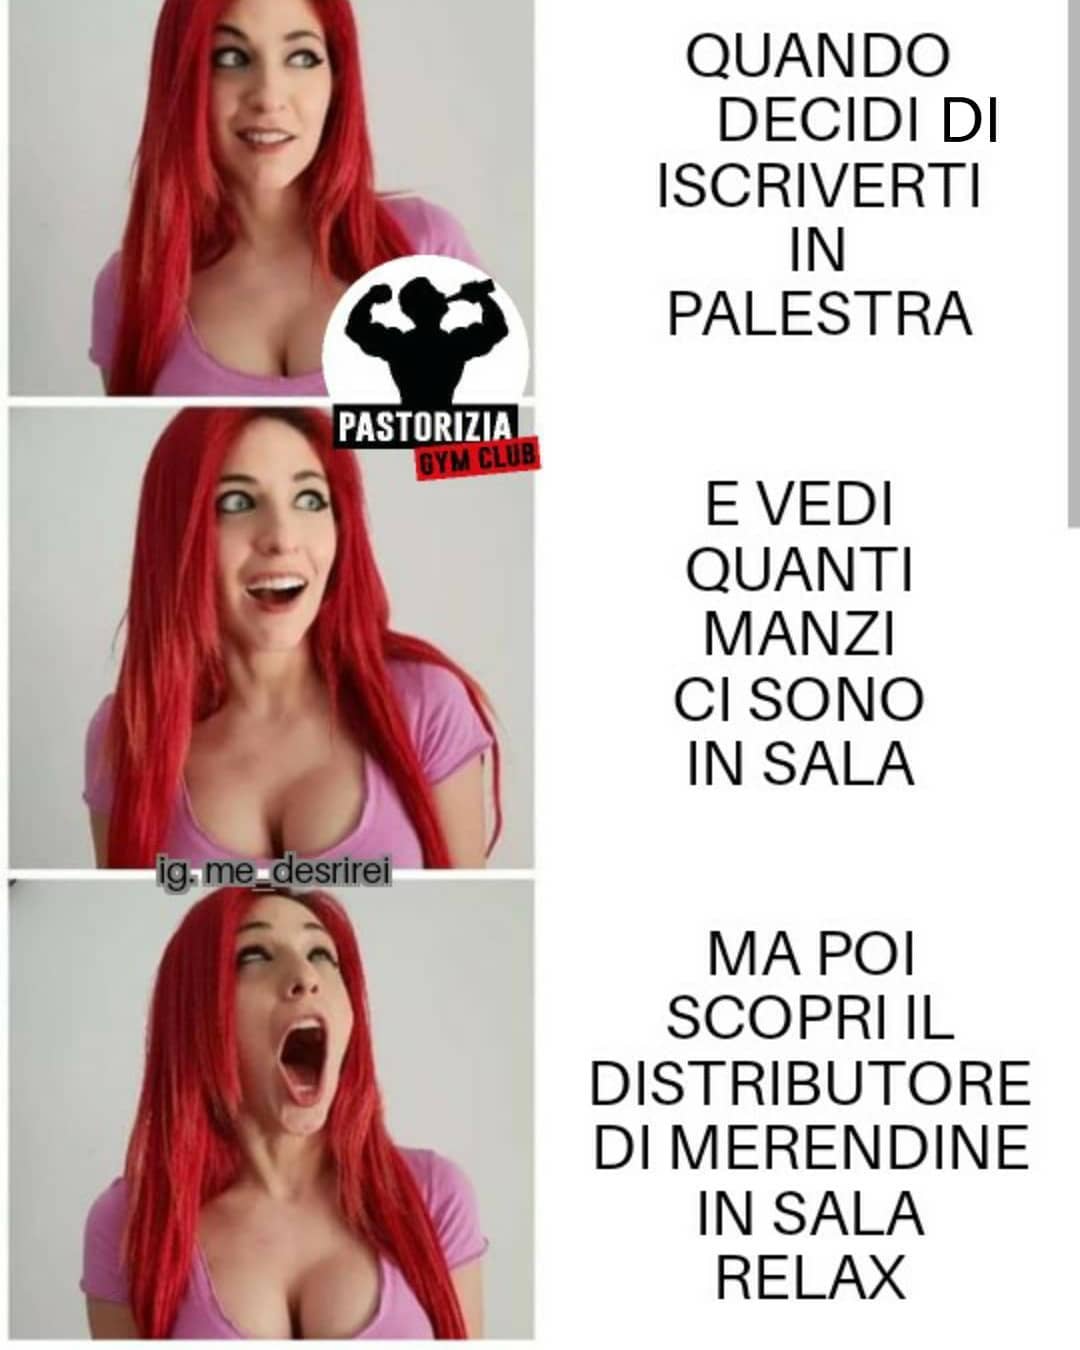 QUANDO
DECIDI DI
ISCRIVERTI
IN
PALESTRA
PASTORIZIA
GYM CLUB
E VEDI
QUANTI
MANZI
CI SONO
IN SALA
ig. me_desrirei
MA POI
SCOPRI IL
DISTRIBUTORE
DI MERENDINE
IN SALA
RELAX